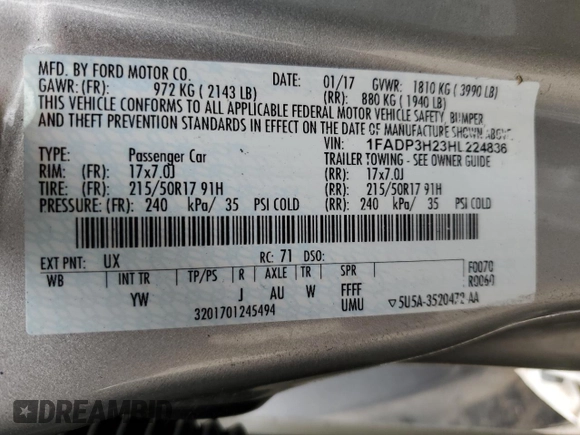 MFD. BY FORD MOTOR CO.
DATE: 01/17 GVWR: 1810 KG ( 3990 LB)
GAWR: (FR): 972 KG ( 2143 LB) (RR): 880 KG ( 1940 LB)
THIS VEHICLE CONFORMS TO ALL APPLICABLE FEDERAL MOTOR VEHICLE SAFETY, BUMPER
AND THEFT PREVENTION STANDARDS IN EFFECT ON THE DATE OF MANUFACTURE SHOWN ABOVE.
VIN: 1FADP3H23HL224836
TYPE: Passenger Car TRAILER TOWING - SEE OWNER GUIDE
RIM: (FR): 17x7.0J (RR): 17x7.0J
TIRE: (FR): 215/50R17 91H (RR): 215/50R17 91H
PRESSURE: (FR): 240 kPa/ 35 PSI COLD (RR): 240 kPa/ 35 PSI COLD
EXT PNT: UX RC: 71 DSO:
F0070
R0060
WB INT TR TP/PS R AXLE TR SPR
YW J AU W FFFF
UMU
3201701245494
▽5U5A-3520472 AA
DREAMBID